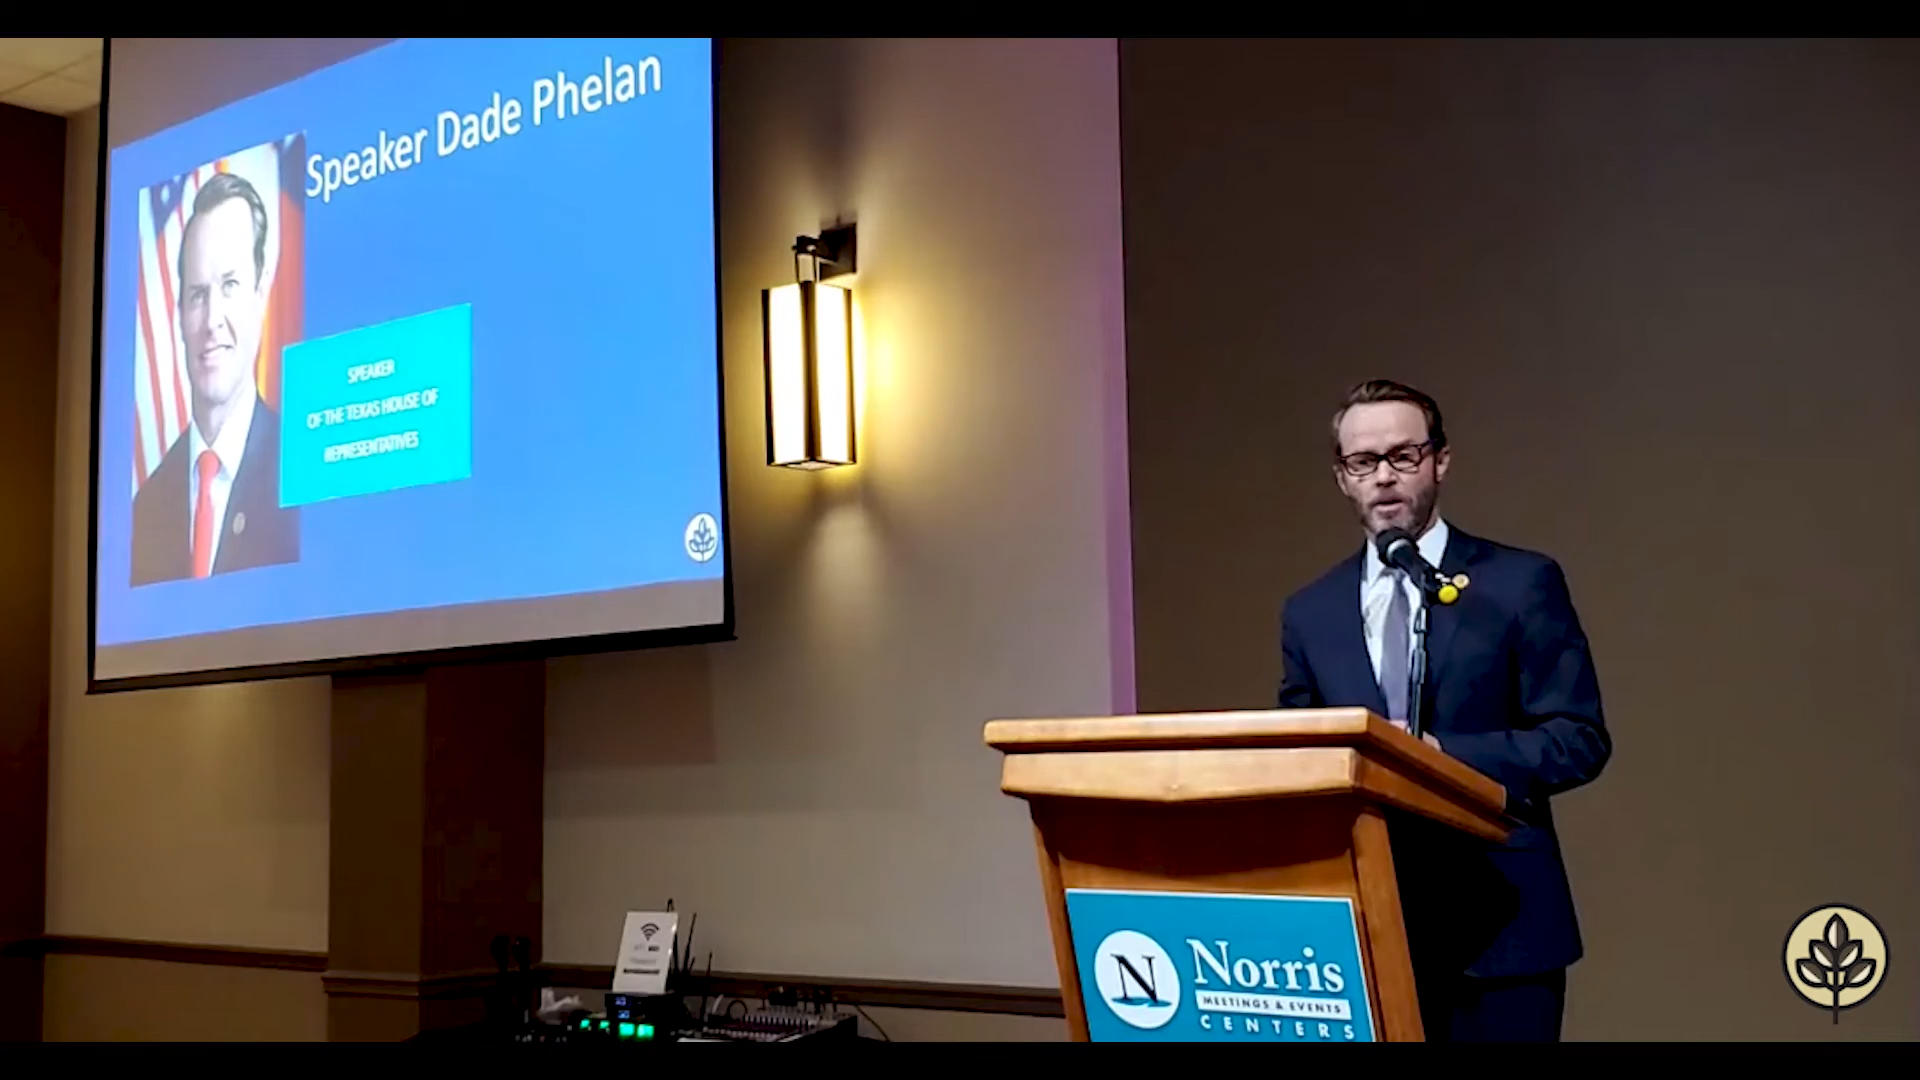 Speaker Dade Phelan
SPEAKER
OF THE TEXAS HOUSE OF
REPRESENTATIVES
N
Norris
MEETINGS & EVENTS
CENTERS